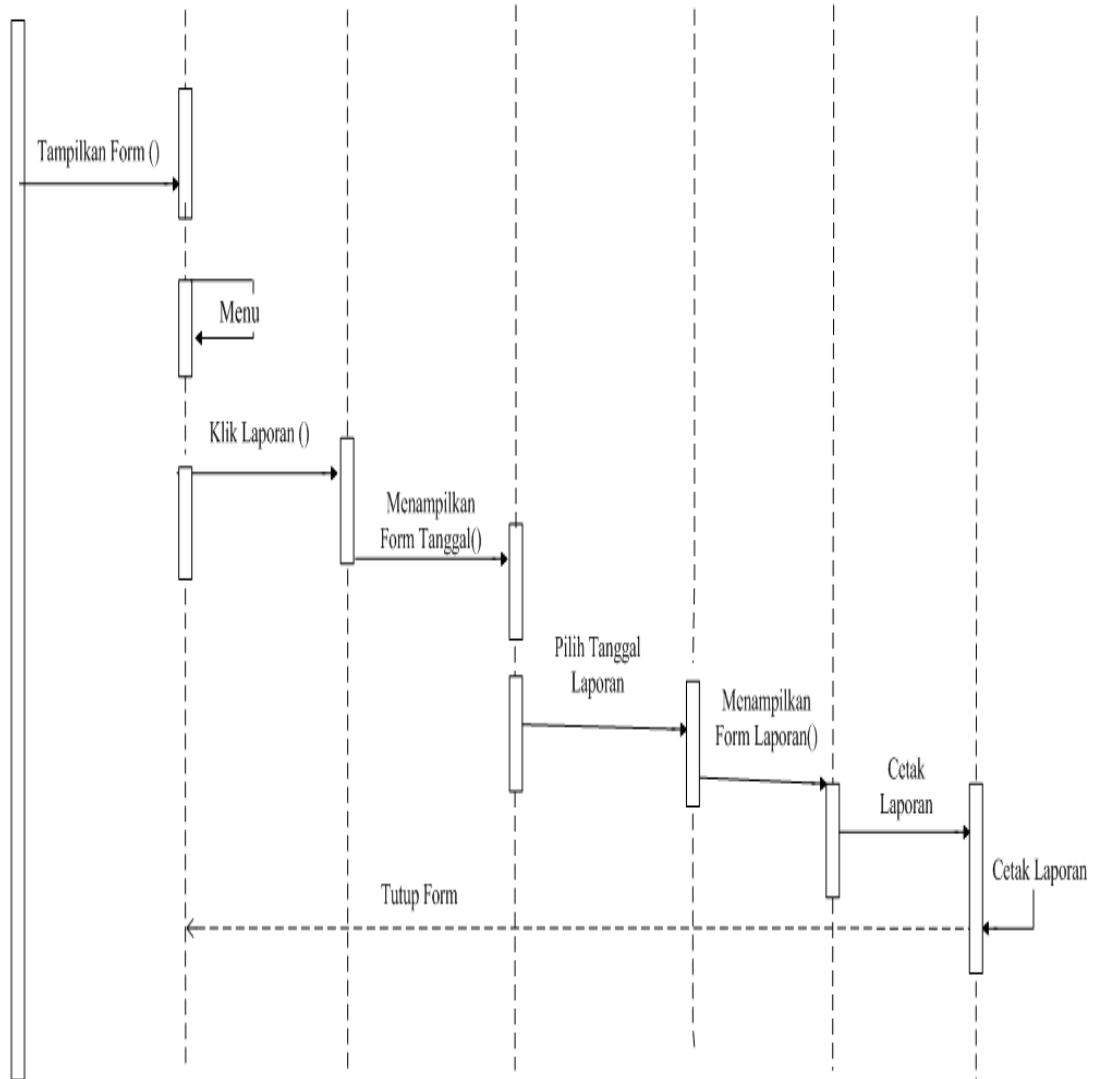 Tampilkan Form ()
Menu
Klik Laporan ()
Menampilkan
Form Tanggal()
Pilih Tanggal
Laporan
Menampilkan
Form Laporan()
Cetak
Laporan
Cetak Laporan
Tutup Form